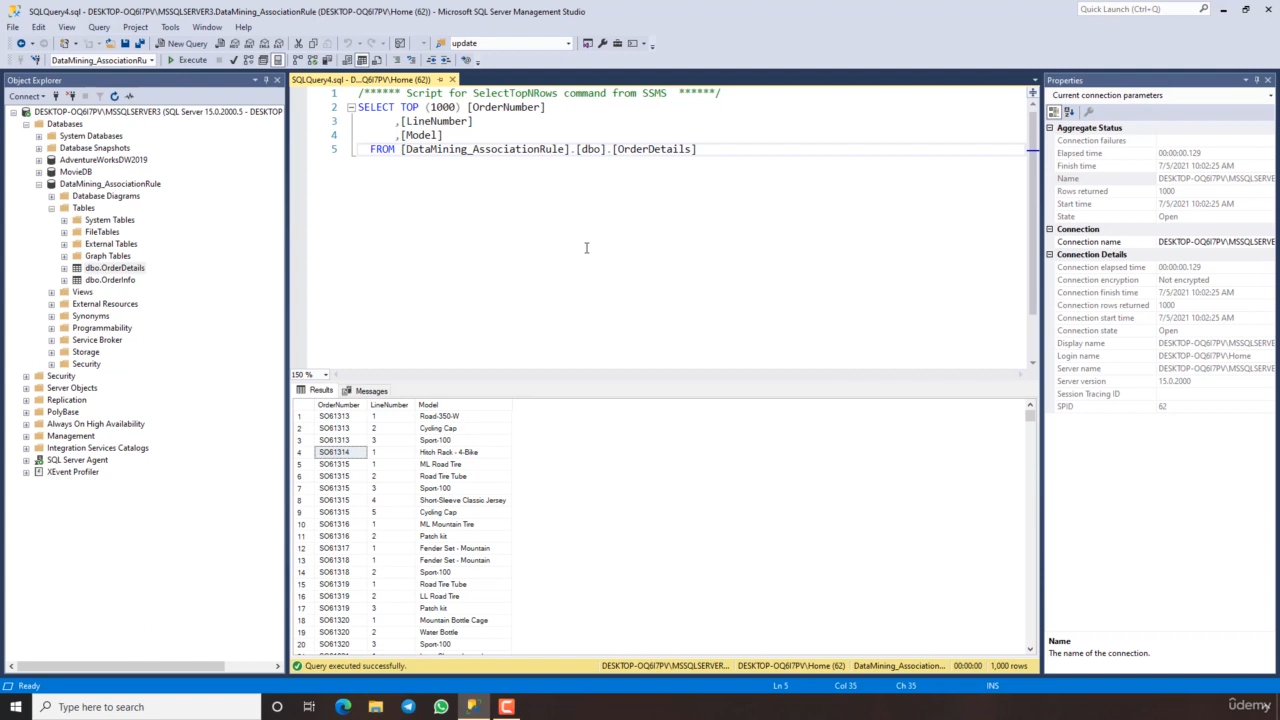 SQLQuery4.sql - DESKTOP-OQ6I7PV\MSSQLSERVER3.DataMining_AssociationRule (DESKTOP-OQ6I7PV\Home (62)) - Microsoft SQL Server Management Studio
Quick Launch (Ctrl+Q)
File Edit View Query Project Tools Window Help
New Query
update
DataMining_AssociationRu
Execute
Object Explorer
Connect
DESKTOP-OQ6I7PV\MSSQLSERVER3 (SQL Server 15.0.2000.5 - DESKTOP
Databases
System Databases
Database Snapshots
AdventureWorksDW2019
MovieDB
DataMining_AssociationRule
Database Diagrams
Tables
System Tables
FileTables
External Tables
Graph Tables
dbo.OrderDetails
dbo.OrderInfo
Views
External Resources
Synonyms
Programmability
Service Broker
Storage
Security
Security
Server Objects
Replication
PolyBase
Always On High Availability
Management
Integration Services Catalogs
SQL Server Agent
XEvent Profiler
SQLQuery4.sql - D...OQ6I7PV\Home (62))
1 /****** Script for SelectTopNRows command from SSMS ******/
2 SELECT TOP (1000) [OrderNumber]
3 ,[LineNumber]
4 ,[Model]
5 FROM [DataMining_AssociationRule].[dbo].[OrderDetails]
150 %
Results Messages
OrderNumber LineNumber Model
1 SO61313 1 Road-350-W
2 SO61313 2 Cycling Cap
3 SO61313 3 Sport-100
4 SO61314 1 Hitch Rack - 4-Bike
5 SO61315 1 ML Road Tire
6 SO61315 2 Road Tire Tube
7 SO61315 3 Sport-100
8 SO61315 4 Short-Sleeve Classic Jersey
9 SO61315 5 Cycling Cap
10 SO61316 1 ML Mountain Tire
11 SO61316 2 Patch kit
12 SO61317 1 Fender Set - Mountain
13 SO61318 1 Fender Set - Mountain
14 SO61318 2 Sport-100
15 SO61319 1 Road Tire Tube
16 SO61319 2 LL Road Tire
17 SO61319 3 Patch kit
18 SO61320 1 Mountain Bottle Cage
19 SO61320 2 Water Bottle
20 SO61320 3 Sport-100
Query executed successfully.
DESKTOP-OQ6I7PV\MSSQLSERVER... DESKTOP-OQ6I7PV\Home (62) DataMining_Association... 00:00:00 1,000 rows
Properties
Current connection parameters
Aggregate Status
Connection failures
Elapsed time 00:00:00.129
Finish time 7/5/2021 10:02:25 AM
Name DESKTOP-OQ6I7PV\MSSQLSERVE
Rows returned 1000
Start time 7/5/2021 10:02:25 AM
State Open
Connection
Connection name DESKTOP-OQ6I7PV\MSSQLSERVE
Connection Details
Connection elapsed time 00:00:00.129
Connection encryption Not encrypted
Connection finish time 7/5/2021 10:02:25 AM
Connection rows returned 1000
Connection start time 7/5/2021 10:02:25 AM
Connection state Open
Display name DESKTOP-OQ6I7PV\MSSQLSERVE
Login name DESKTOP-OQ6I7PV\Home
Server name DESKTOP-OQ6I7PV\MSSQLSERVE
Server version 15.0.2000
Session Tracing ID
SPID 62
Name
The name of the connection.
Ready
Ln 5 Col 35 Ch 35 INS
Type here to search
Udemy